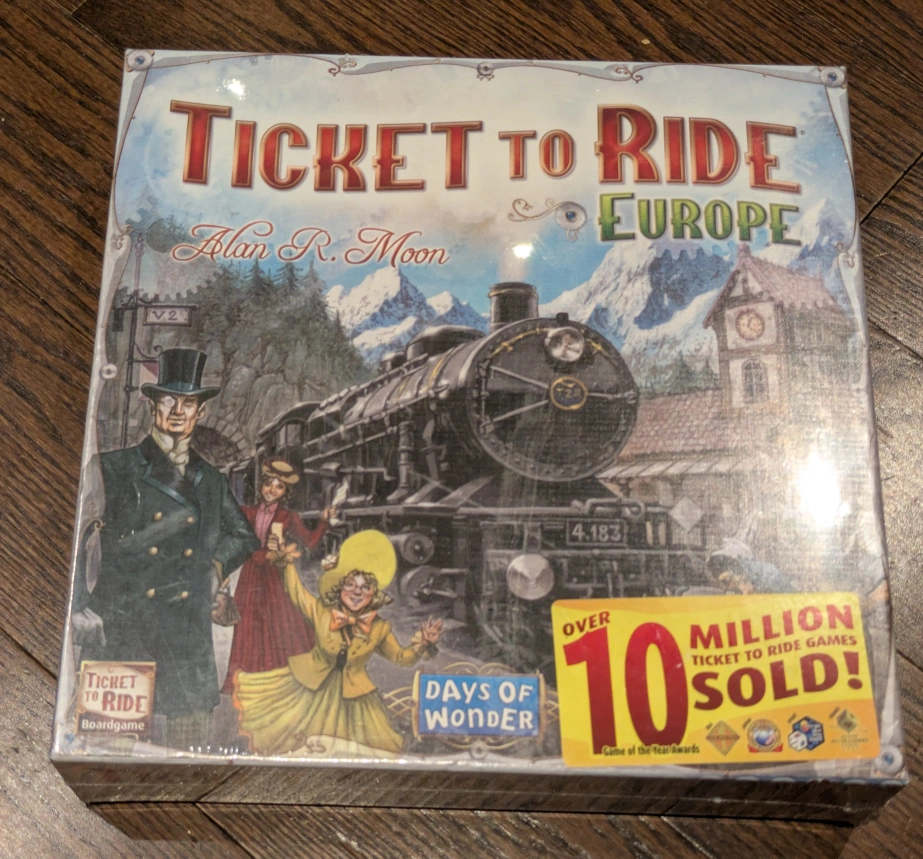 TICKET TO RIDE
EUROPE
Alan R. Moon
V2
4.183
OVER
10 MILLION
TICKET TO RIDE GAMES
SOLD!
Game of the Year Awards
TICKET
TO RIDE
Boardgame
DAYS OF
WONDER